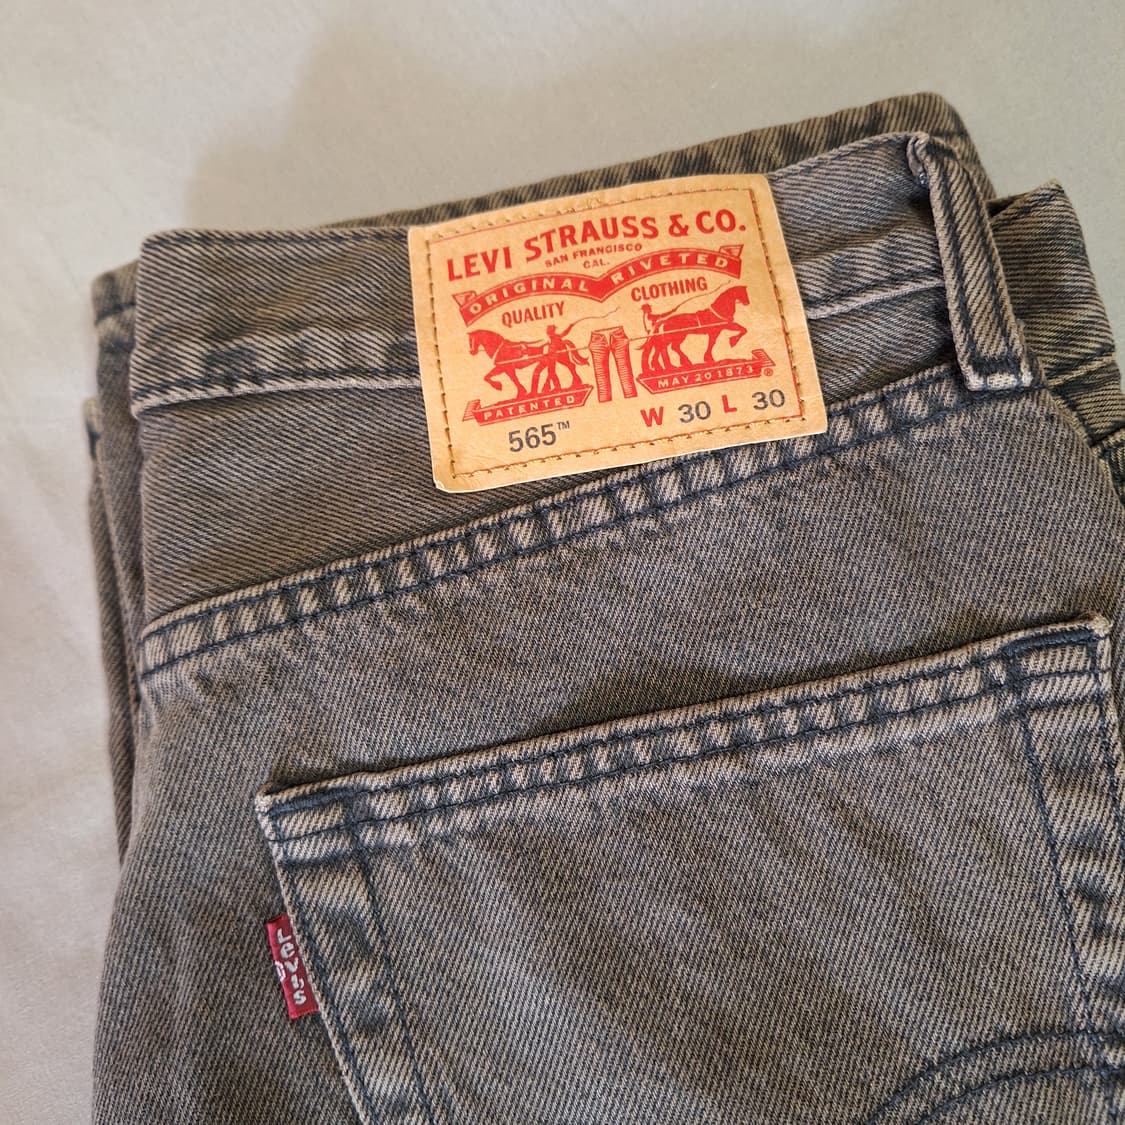 LEVI STRAUSS & CO.
SAN FRANCISCO
CAL.
ORIGINAL RIVETED
QUALITY CLOTHING
PATENTED MAY 20 1873 ®
565™ W 30 L 30
Levi's